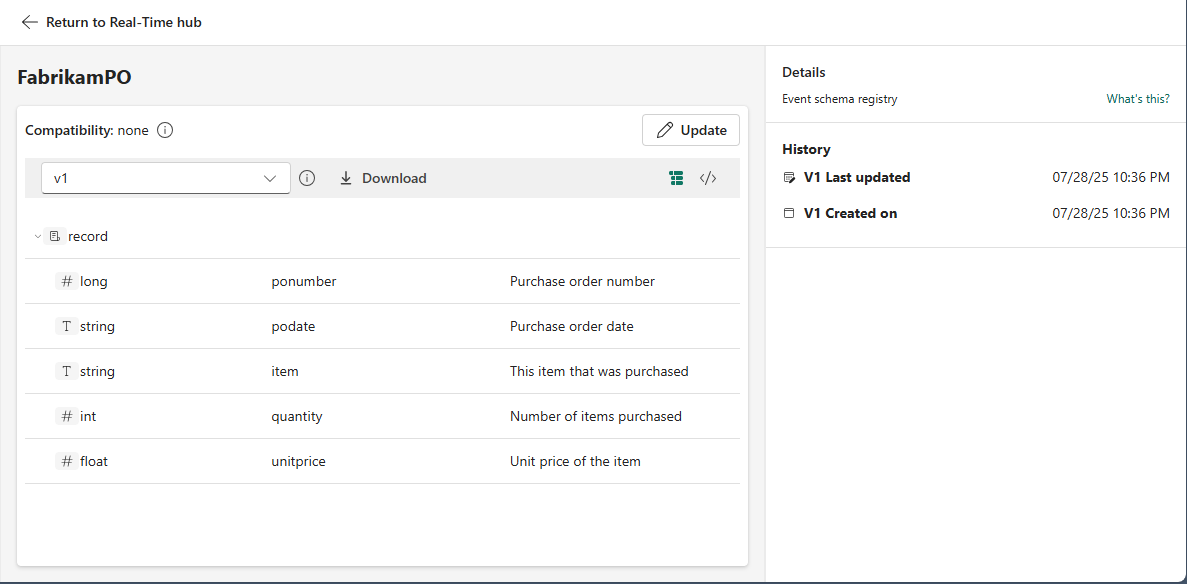 Return to Real-Time hub
FabrikamPO
Compatibility: none
Update
v1
Download
</>
record
# long ponumber Purchase order number
T string podate Purchase order date
T string item This item that was purchased
# int quantity Number of items purchased
# float unitprice Unit price of the item
Details
Event schema registry What's this?
History
V1 Last updated 07/28/25 10:36 PM
V1 Created on 07/28/25 10:36 PM